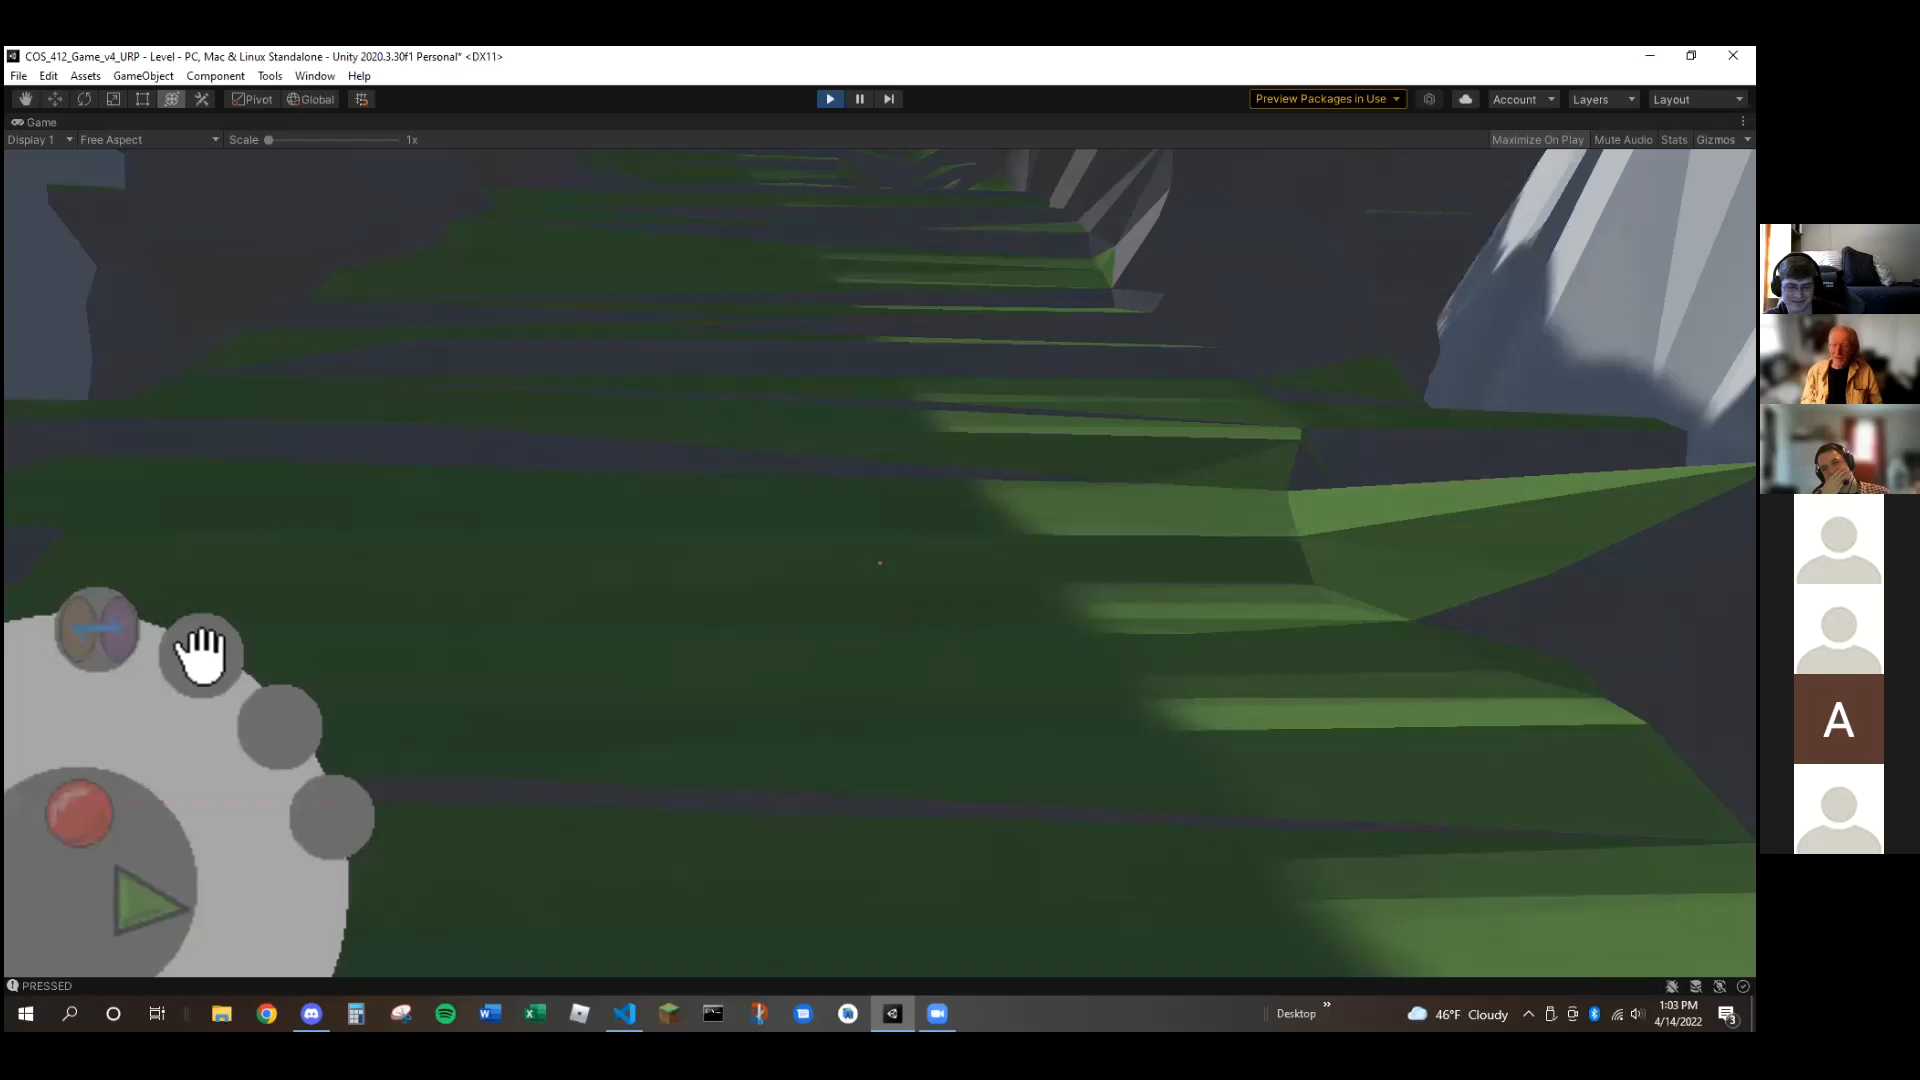 COS_412_Game_v4_URP - Level - PC, Mac & Linux Standalone - Unity 2020.3.30f1 Personal* <DX11>
File Edit Assets GameObject Component Tools Window Help
Pivot Global Preview Packages in Use Account Layers Layout
Game
Display 1 Free Aspect Scale 1x Maximize On Play Mute Audio Stats Gizmos
A
PRESSED
Desktop 46°F Cloudy 1:03 PM
4/14/2022
3